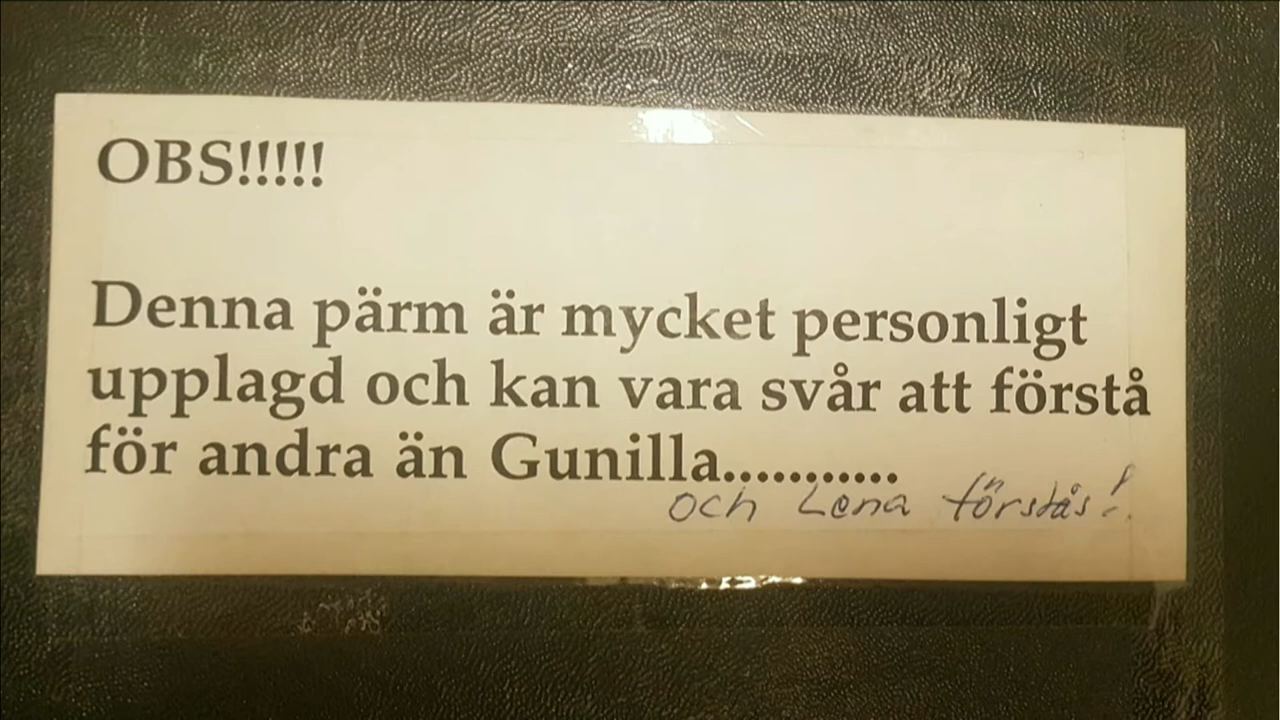 OBS!!!!!
Denna pärm är mycket personligt
upplagd och kan vara svår att förstå
för andra än Gunilla...........
och Lena förstås!